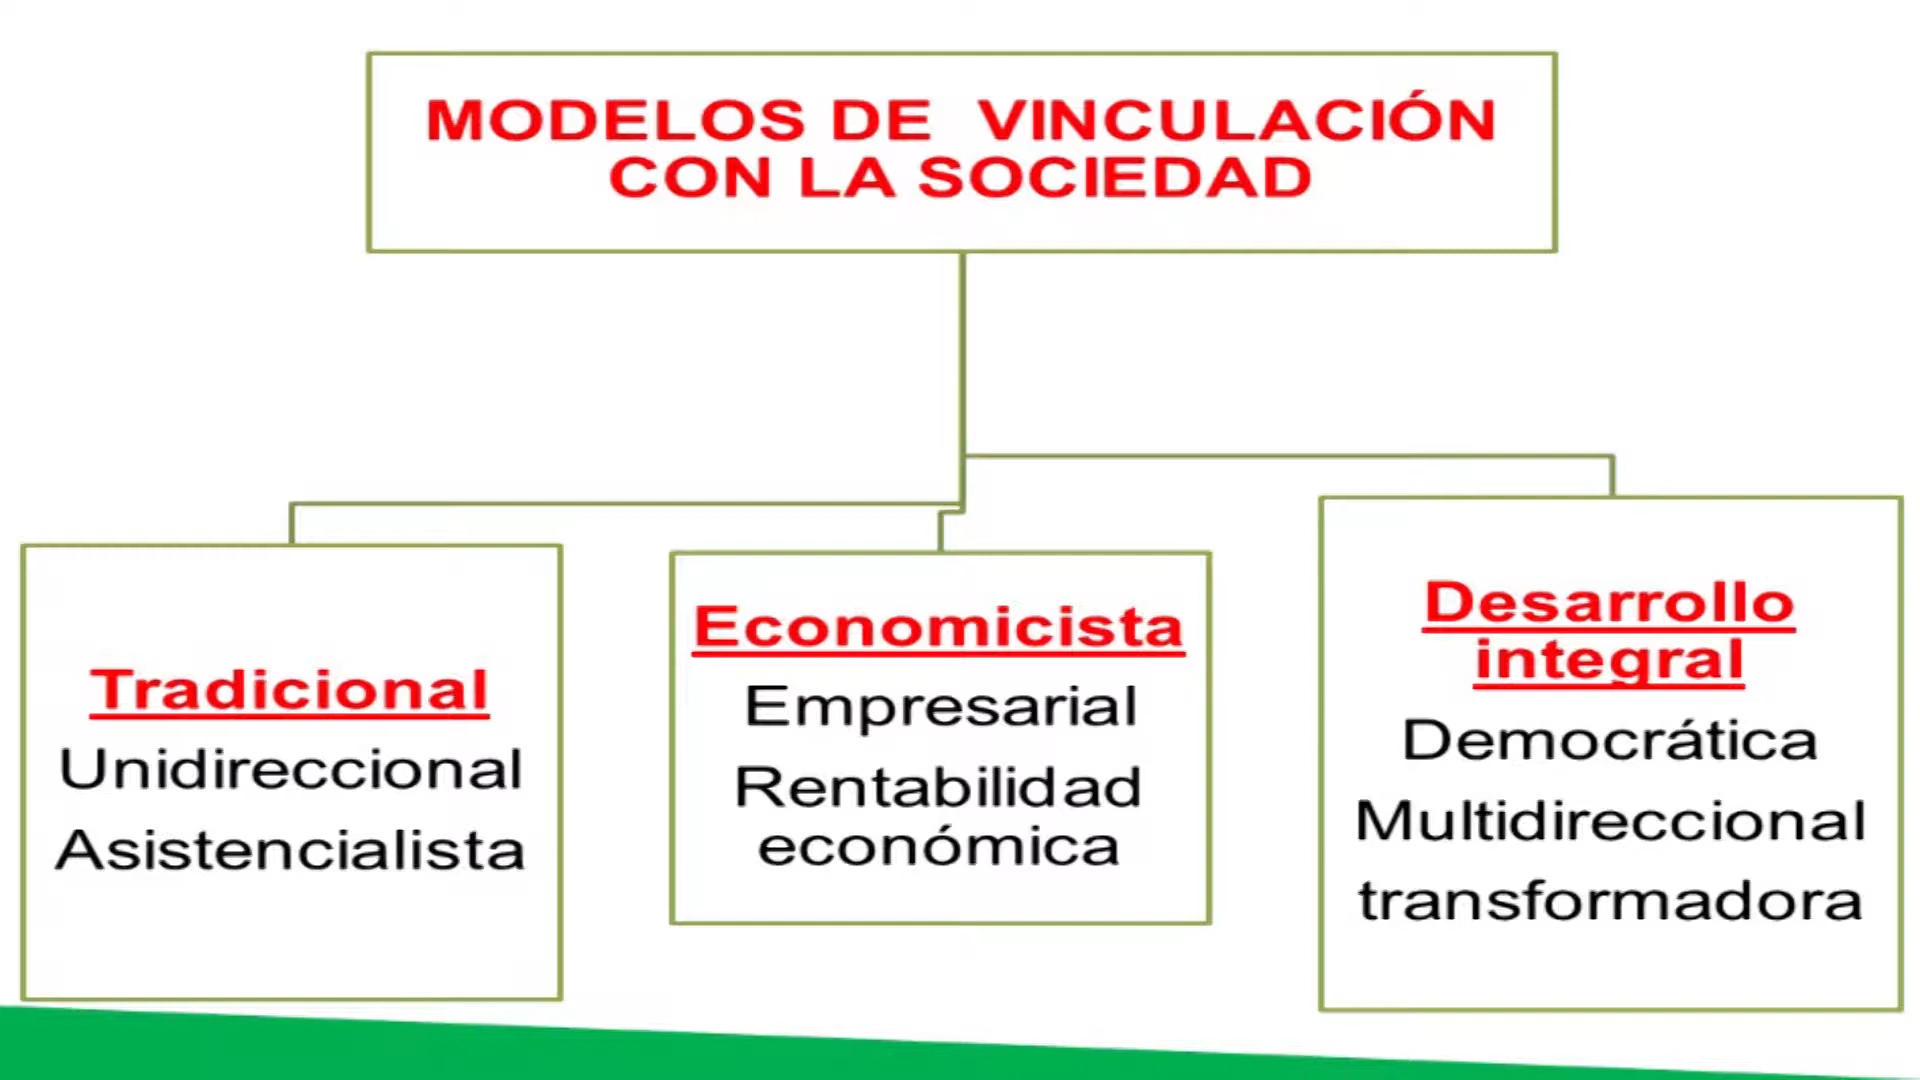 MODELOS DE VINCULACIÓN
CON LA SOCIEDAD
Tradicional
Unidireccional
Asistencialista
Economicista
Empresarial
Rentabilidad
económica
Desarrollo
integral
Democrática
Multidireccional
transformadora